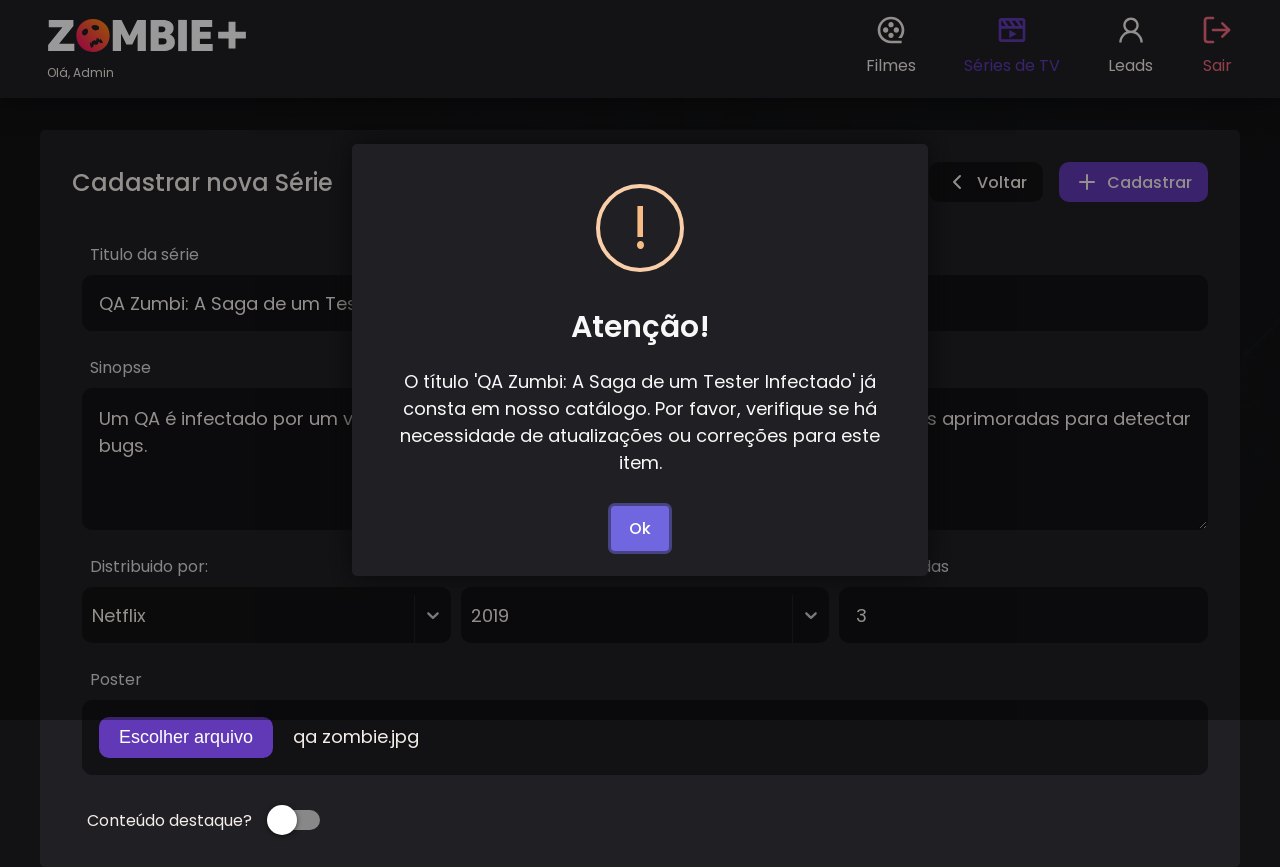 ZOMBIE+
Olá, Admin
Filmes
Séries de TV
Leads
Sair
Cadastrar nova Série
Voltar
Cadastrar
Titulo da série
QA Zumbi: A Saga de um Tes
Sinopse
Um QA é infectado por um v
s aprimoradas para detectar
bugs.
Atenção!
O título 'QA Zumbi: A Saga de um Tester Infectado' já
consta em nosso catálogo. Por favor, verifique se há
necessidade de atualizações ou correções para este
item.
Ok
Distribuido por:
das
Netflix
2019
3
Poster
Escolher arquivo
qa zombie.jpg
Conteúdo destaque?